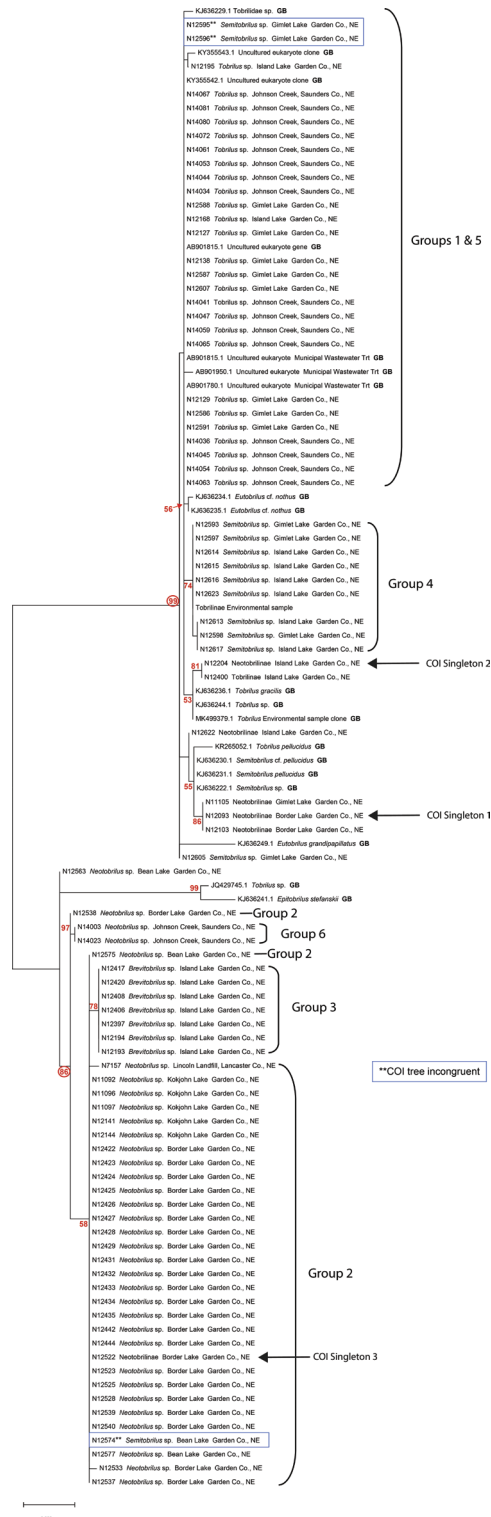 KJ636229.1 Tobrilidae sp. GB
N12595** Semitobrilus sp. Gimlet Lake Garden Co., NE
N12596** Semitobrilus sp. Gimlet Lake Garden Co., NE
KY355543.1 Uncultured eukaryote clone GB
N12195 Tobrilus sp. Island Lake Garden Co., NE
KY355542.1 Uncultured eukaryote clone GB
N14067 Tobrilus sp. Johnson Creek, Saunders Co., NE
N14081 Tobrilus sp. Johnson Creek, Saunders Co., NE
N14080 Tobrilus sp. Johnson Creek, Saunders Co., NE
N14072 Tobrilus sp. Johnson Creek, Saunders Co., NE
N14061 Tobrilus sp. Johnson Creek, Saunders Co., NE
N14053 Tobrilus sp. Johnson Creek, Saunders Co., NE
N14044 Tobrilus sp. Johnson Creek, Saunders Co., NE
N14034 Tobrilus sp. Johnson Creek, Saunders Co., NE
N12588 Tobrilus sp. Gimlet Lake Garden Co., NE
N12168 Tobrilus sp. Island Lake Garden Co., NE
N12127 Tobrilus sp. Gimlet Lake Garden Co., NE
Groups 1 & 5
AB901815.1 Uncultured eukaryote gene GB
N12138 Tobrilus sp. Gimlet Lake Garden Co., NE
N12587 Tobrilus sp. Gimlet Lake Garden Co., NE
N12607 Tobrilus sp. Gimlet Lake Garden Co., NE
N14041 Tobrilus sp. Johnson Creek, Saunders Co., NE
N14047 Tobrilus sp. Johnson Creek, Saunders Co., NE
N14059 Tobrilus sp. Johnson Creek, Saunders Co., NE
N14065 Tobrilus sp. Johnson Creek, Saunders Co., NE
AB901815.1 Uncultured eukaryote Municipal Wastewater Trt GB
AB901950.1 Uncultured eukaryote Municipal Wastewater Trt GB
AB901780.1 Uncultured eukaryote Municipal Wastewater Trt GB
N12129 Tobrilus sp. Gimlet Lake Garden Co., NE
N12586 Tobrilus sp. Gimlet Lake Garden Co., NE
N12591 Tobrilus sp. Gimlet Lake Garden Co., NE
N14036 Tobrilus sp. Johnson Creek, Saunders Co., NE
N14045 Tobrilus sp. Johnson Creek, Saunders Co., NE
N14054 Tobrilus sp. Johnson Creek, Saunders Co., NE
N14063 Tobrilus sp. Johnson Creek, Saunders Co., NE
KJ636234.1 Eutobrilus cf. nothus GB
56
KJ636235.1 Eutobrilus cf. nothus GB
N12593 Semitobrilus sp. Gimlet Lake Garden Co., NE
N12597 Semitobrilus sp. Gimlet Lake Garden Co., NE
N12614 Semitobrilus sp. Island Lake Garden Co., NE
N12615 Semitobrilus sp. Island Lake Garden Co., NE
N12616 Semitobrilus sp. Island Lake Garden Co., NE
74
Group 4
N12623 Semitobrilus sp. Island Lake Garden Co., NE
99
Tobrilinae Environmental sample
N12613 Semitobrilus sp. Island Lake Garden Co., NE
N12598 Semitobrilus sp. Gimlet Lake Garden Co., NE
N12617 Semitobrilus sp. Island Lake Garden Co., NE
81
N12204 Neotobrilinae Island Lake Garden Co., NE
COI Singleton 2
N12400 Tobrilinae Island Lake Garden Co., NE
KJ636236.1 Tobrilus gracilis GB
53
KJ636244.1 Tobrilus sp. GB
MK499379.1 Tobrilus Environmental sample clone GB
N12622 Neotobrilinae Island Lake Garden Co., NE
KR265052.1 Tobrilus pellucidus GB
KJ636230.1 Semitobrilus cf. pellucidus GB
KJ636231.1 Semitobrilus pellucidus GB
55
KJ636222.1 Semitobrilus sp. GB
N11105 Neotobrilinae Gimlet Lake Garden Co., NE
86
N12093 Neotobrilinae Border Lake Garden Co., NE
COI Singleton 1
N12103 Neotobrilinae Border Lake Garden Co., NE
KJ636249.1 Eutobrilus grandipapillatus GB
N12605 Semitobrilus sp. Gimlet Lake Garden Co., NE
N12563 Neotobrilus sp. Bean Lake Garden Co., NE
99
JQ429745.1 Tobrilus sp. GB
KJ636241.1 Epitobrilus stefanskii GB
N12538 Neotobrilus sp. Border Lake Garden Co., NE
Group 2
97
N14003 Neotobrilus sp. Johnson Creek, Saunders Co., NE
Group 6
N14023 Neotobrilus sp. Johnson Creek, Saunders Co., NE
N12575 Neotobrilus sp. Bean Lake Garden Co., NE
Group 2
N12417 Brevitobrilus sp. Island Lake Garden Co., NE
N12420 Brevitobrilus sp. Island Lake Garden Co., NE
N12408 Brevitobrilus sp. Island Lake Garden Co., NE
78
N12406 Brevitobrilus sp. Island Lake Garden Co., NE
Group 3
N12397 Brevitobrilus sp. Island Lake Garden Co., NE
N12194 Brevitobrilus sp. Island Lake Garden Co., NE
N12193 Brevitobrilus sp. Island Lake Garden Co., NE
86
N7157 Neotobrilus sp. Lincoln Landfill, Lancaster Co., NE
**COI tree incongruent
N11092 Neotobrilus sp. Kokjohn Lake Garden Co., NE
N11096 Neotobrilus sp. Kokjohn Lake Garden Co., NE
N11097 Neotobrilus sp. Kokjohn Lake Garden Co., NE
N12141 Neotobrilus sp. Kokjohn Lake Garden Co., NE
N12144 Neotobrilus sp. Kokjohn Lake Garden Co., NE
N12422 Neotobrilus sp. Border Lake Garden Co., NE
N12423 Neotobrilus sp. Border Lake Garden Co., NE
N12424 Neotobrilus sp. Border Lake Garden Co., NE
N12425 Neotobrilus sp. Border Lake Garden Co., NE
N12426 Neotobrilus sp. Border Lake Garden Co., NE
58
N12427 Neotobrilus sp. Border Lake Garden Co., NE
N12428 Neotobrilus sp. Border Lake Garden Co., NE
N12429 Neotobrilus sp. Border Lake Garden Co., NE
N12431 Neotobrilus sp. Border Lake Garden Co., NE
N12432 Neotobrilus sp. Border Lake Garden Co., NE
Group 2
N12433 Neotobrilus sp. Border Lake Garden Co., NE
N12434 Neotobrilus sp. Border Lake Garden Co., NE
N12435 Neotobrilus sp. Border Lake Garden Co., NE
N12442 Neotobrilus sp. Border Lake Garden Co., NE
N12444 Neotobrilus sp. Border Lake Garden Co., NE
N12522 Neotobrilinae Border Lake Garden Co., NE
COI Singleton 3
N12523 Neotobrilus sp. Border Lake Garden Co., NE
N12525 Neotobrilus sp. Border Lake Garden Co., NE
N12528 Neotobrilus sp. Border Lake Garden Co., NE
N12539 Neotobrilus sp. Border Lake Garden Co., NE
N12540 Neotobrilus sp. Border Lake Garden Co., NE
N12574** Semitobrilus sp. Bean Lake Garden Co., NE
N12577 Neotobrilus sp. Bean Lake Garden Co., NE
N12533 Neotobrilus sp. Border Lake Garden Co., NE
N12537 Neotobrilus sp. Border Lake Garden Co., NE